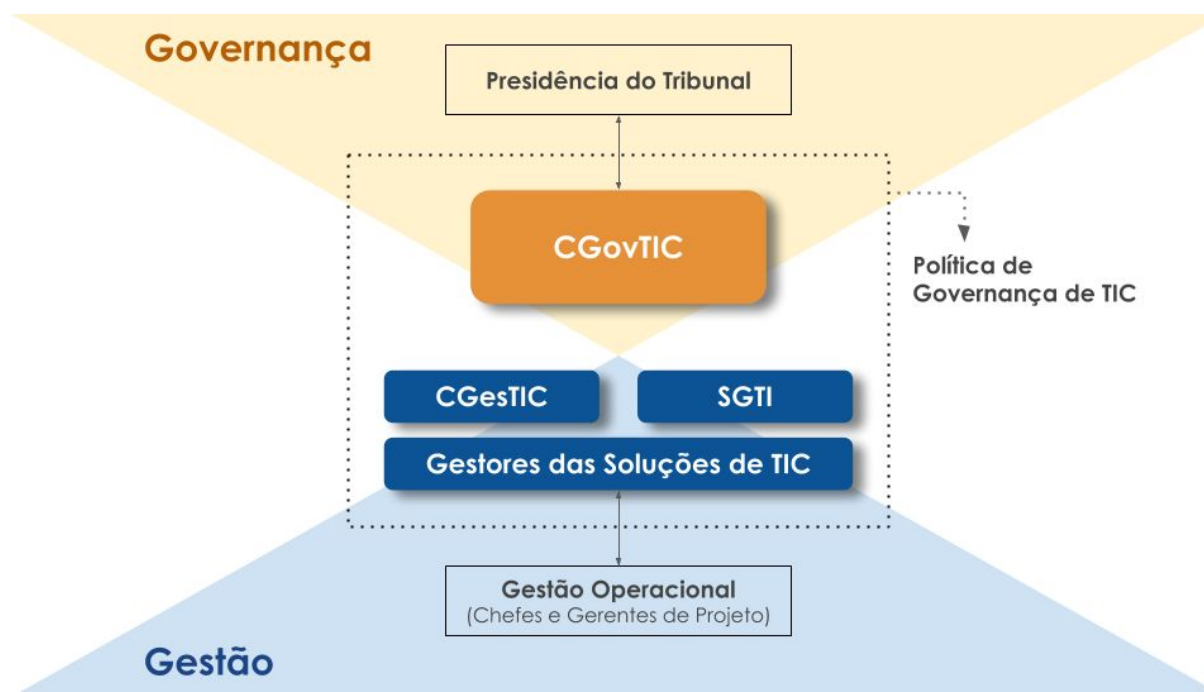 Governança
Presidência do Tribunal
CGovTIC
Política de
Governança de TIC
CGesTIC
SGTI
Gestores das Soluções de TIC
Gestão Operacional
(Chefes e Gerentes de Projeto)
Gestão